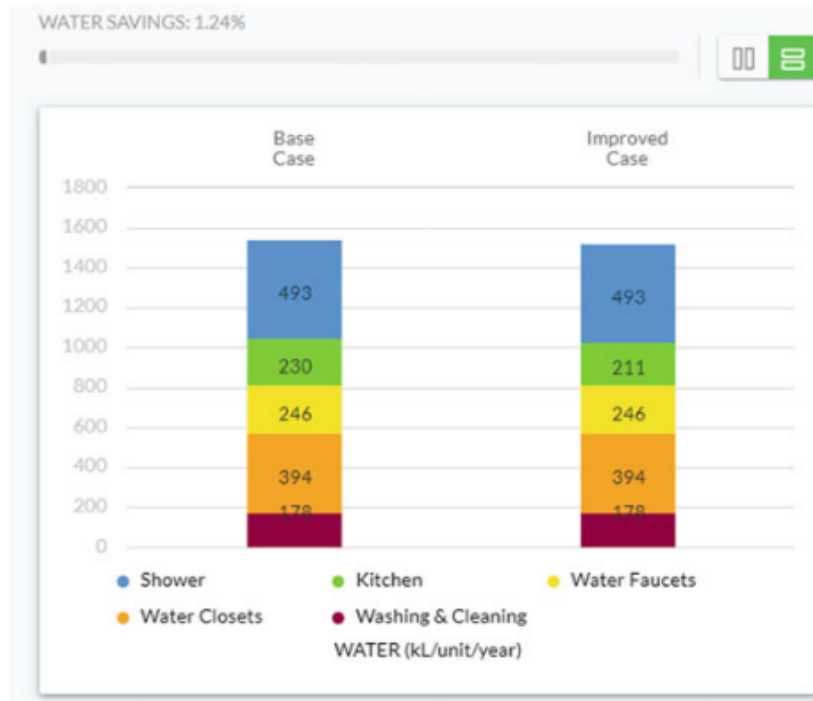 WATER SAVINGS: 1.24%
Base
Case
Improved
Case
1800
1600
1400
1200
1000
800
600
400
200
0
493
230
246
394
178
493
211
246
394
178
Shower
Kitchen
Water Faucets
Water Closets
Washing & Cleaning
WATER (kL/unit/year)